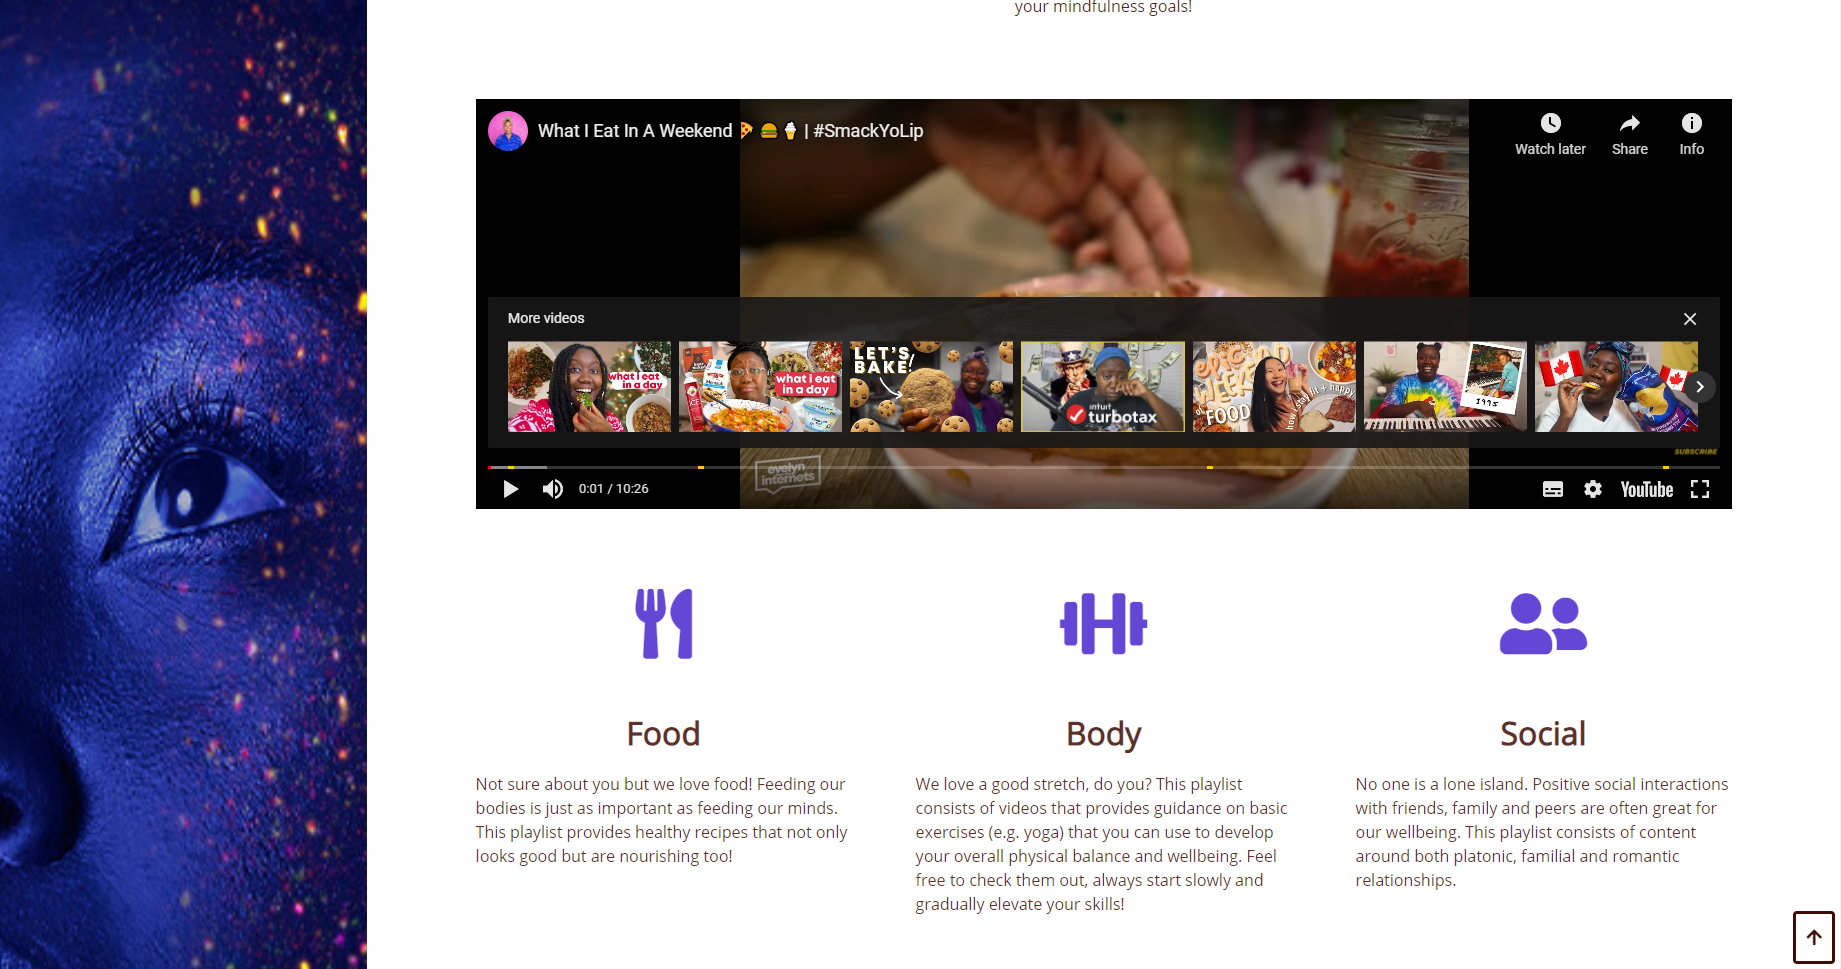 your mindfulness goals!
What I Eat In A Weekend 🍕 🍔 🍦 | #SmackYoLip
Watch later
Share
Info
More videos
what i eat
in a day
what i eat
in a day
LET'S
BAKE!
intuit
turbotax
FOOD
how i stay fit + happy
1995
SUBSCRIBE
evelyn
internets
0:01 / 10:26
YouTube
Food
Not sure about you but we love food! Feeding our
bodies is just as important as feeding our minds.
This playlist provides healthy recipes that not only
looks good but are nourishing too!
Body
We love a good stretch, do you? This playlist
consists of videos that provides guidance on basic
exercises (e.g. yoga) that you can use to develop
your overall physical balance and wellbeing. Feel
free to check them out, always start slowly and
gradually elevate your skills!
Social
No one is a lone island. Positive social interactions
with friends, family and peers are often great for
our wellbeing. This playlist consists of content
around both platonic, familial and romantic
relationships.